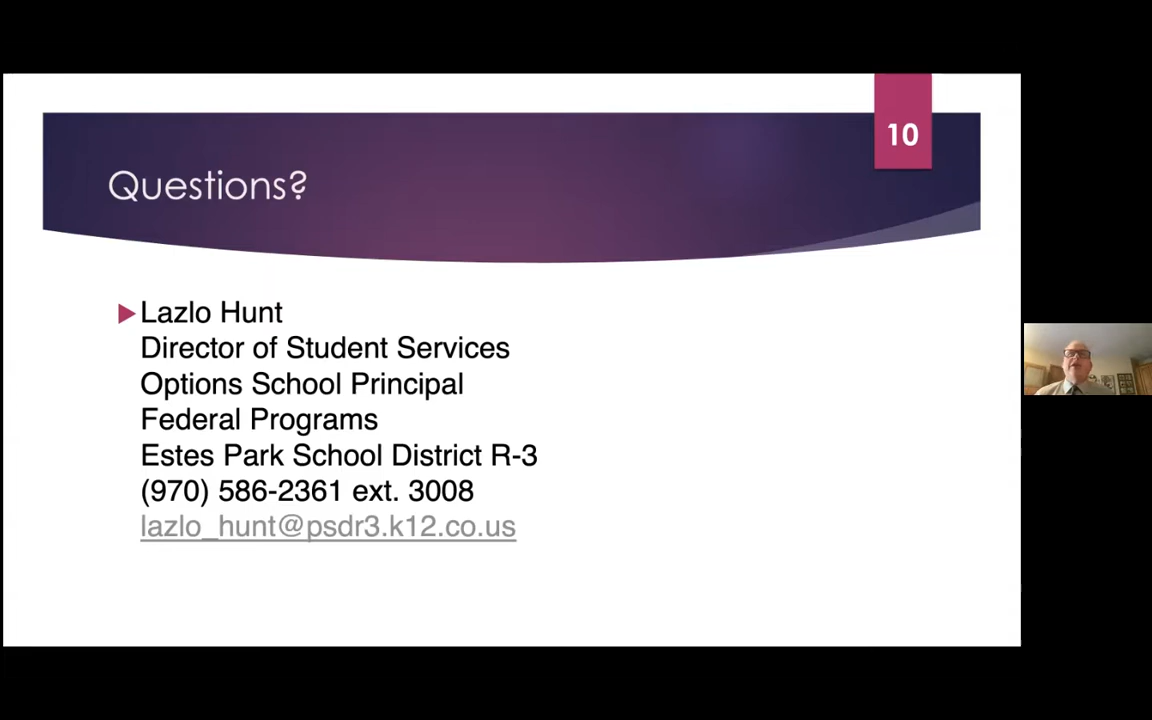 10
Questions?
Lazlo Hunt
Director of Student Services
Options School Principal
Federal Programs
Estes Park School District R-3
(970) 586-2361 ext. 3008
lazlo_hunt@psdr3.k12.co.us